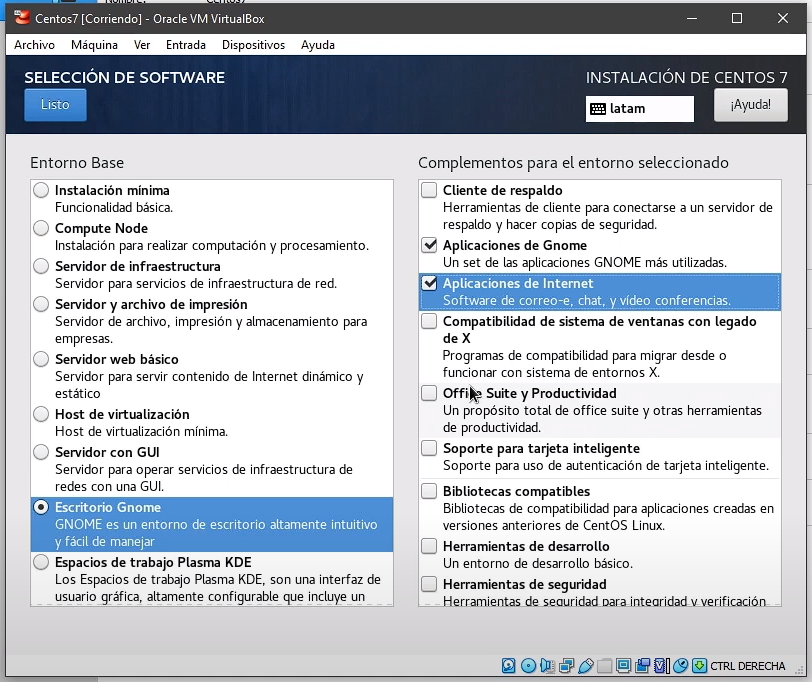 Centos7 [Corriendo] - Oracle VM VirtualBox
Archivo Máquina Ver Entrada Dispositivos Ayuda
SELECCIÓN DE SOFTWARE
INSTALACIÓN DE CENTOS 7
Listo
latam
¡Ayuda!
Entorno Base
Instalación mínima
Funcionalidad básica.
Compute Node
Instalación para realizar computación y procesamiento.
Servidor de infraestructura
Servidor para servicios de infraestructura de red.
Servidor y archivo de impresión
Servidor de archivo, impresión y almacenamiento para
empresas.
Servidor web básico
Servidor para servir contenido de Internet dinámico y
estático
Host de virtualización
Host de virtualización mínima.
Servidor con GUI
Servidor para operar servicios de infraestructura de
redes con una GUI.
Escritorio Gnome
GNOME es un entorno de escritorio altamente intuitivo
y fácil de manejar
Espacios de trabajo Plasma KDE
Los Espacios de trabajo Plasma KDE, son una interfaz de
usuario gráfica, altamente configurable que incluye un
Complementos para el entorno seleccionado
Cliente de respaldo
Herramientas de cliente para conectarse a un servidor de
respaldo y hacer copias de seguridad.
Aplicaciones de Gnome
Un set de las aplicaciones GNOME más utilizadas.
Aplicaciones de Internet
Software de correo-e, chat, y vídeo conferencias.
Compatibilidad de sistema de ventanas con legado
de X
Programas de compatibilidad para migrar desde o
funcionar con sistema de entornos X.
Office Suite y Productividad
Un propósito total de office suite y otras herramientas
de productividad.
Soporte para tarjeta inteligente
Soporte para uso de autenticación de tarjeta inteligente.
Bibliotecas compatibles
Bibliotecas de compatibilidad para aplicaciones creadas en
versiones anteriores de CentOS Linux.
Herramientas de desarrollo
Un entorno de desarrollo básico.
Herramientas de seguridad
Herramientas de seguridad para integridad y verificación
CTRL DERECHA